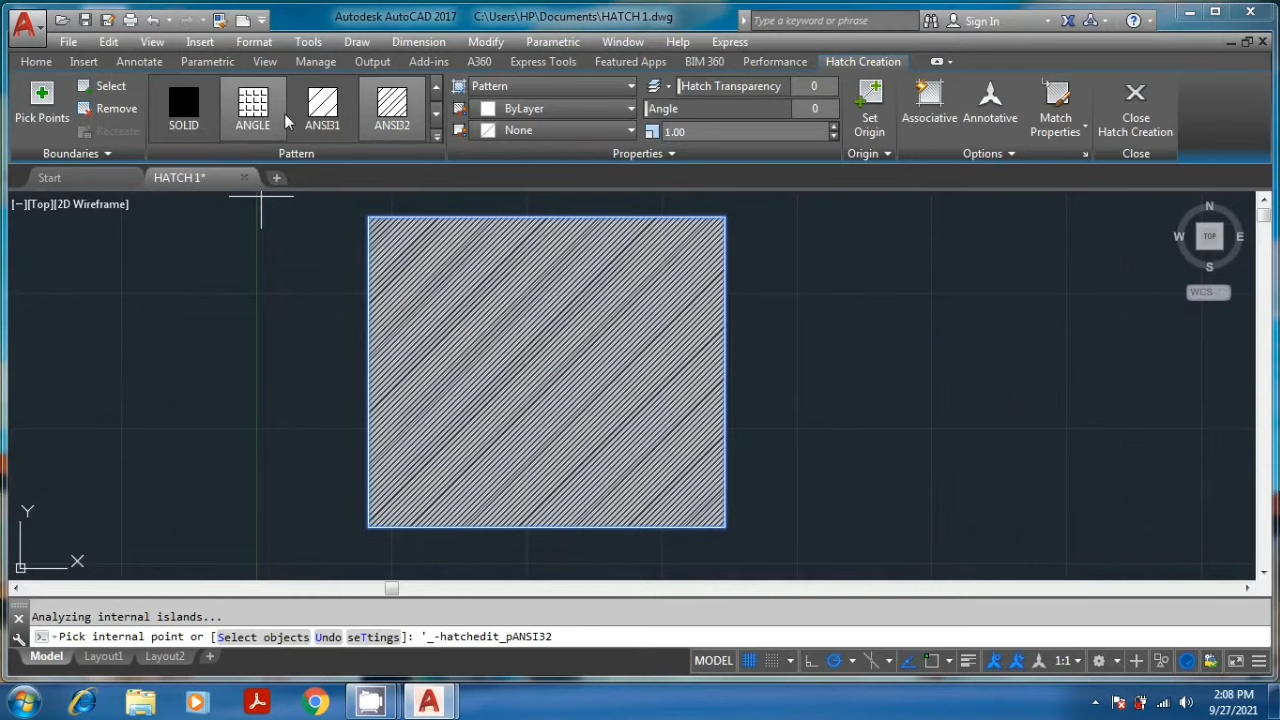 Autodesk AutoCAD 2017 C:\Users\HP\Documents\HATCH 1.dwg
Type a keyword or phrase
Sign In
File Edit View Insert Format Tools Draw Dimension Modify Parametric Window Help Express
Home Insert Annotate Parametric View Manage Output Add-ins A360 Express Tools Featured Apps BIM 360 Performance Hatch Creation
Pick Points
Select
Remove
Recreate
SOLID
ANGLE
ANSI31
ANSI32
Pattern
ByLayer
None
Hatch Transparency 0
Angle 0
1.00
Set
Origin
Associative
Annotative
Match
Properties
Close
Hatch Creation
Boundaries Pattern Properties Origin Options Close
Start HATCH 1*
[−][Top][2D Wireframe]
N
W TOP E
S
WCS
Y
X
Analyzing internal islands...
Pick internal point or [Select objects Undo seTtings]: '_-hatchedit_pANSI32
Model Layout1 Layout2 +
MODEL 1:1
2:08 PM
9/27/2021